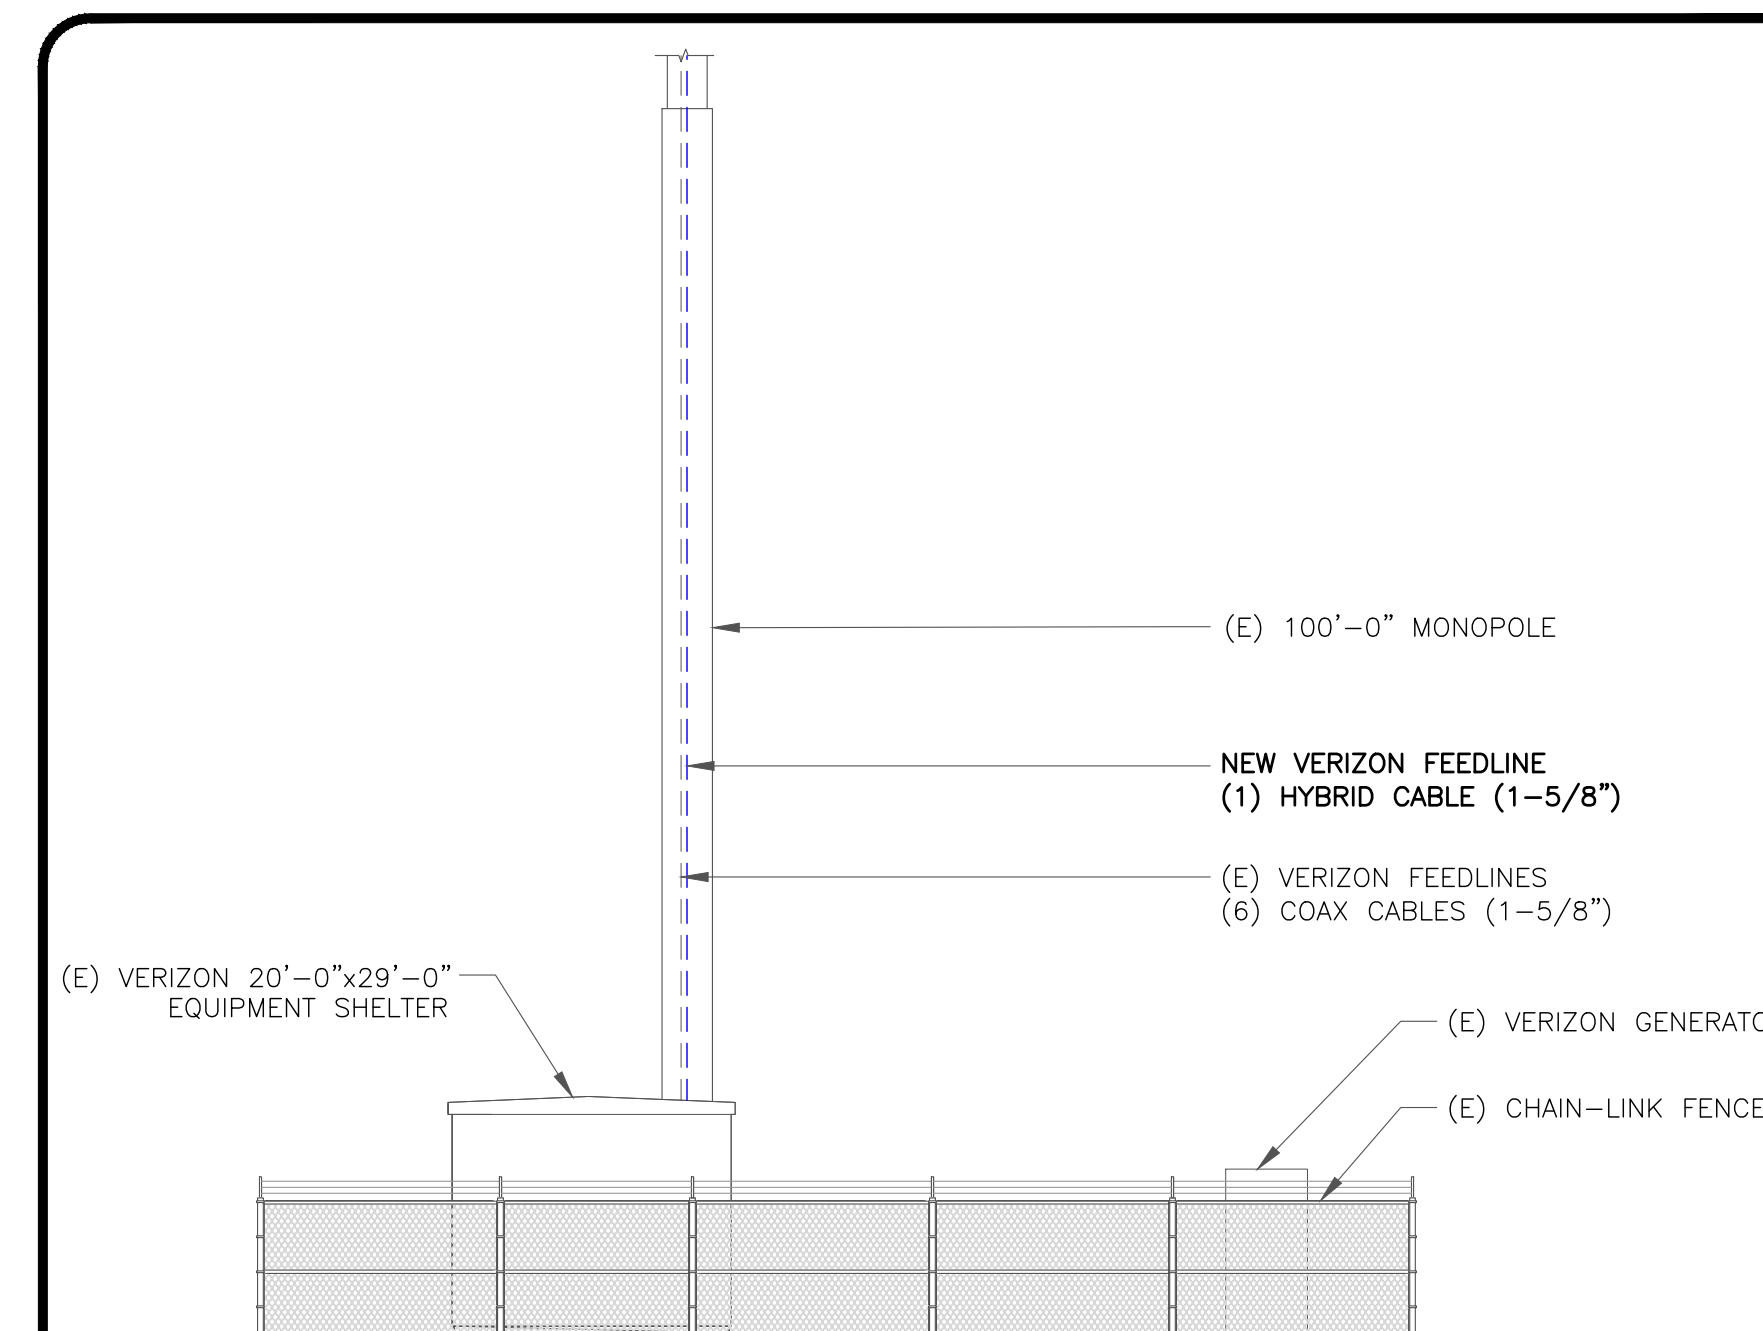 (E) 100'-0" MONOPOLE
NEW VERIZON FEEDLINE
(1) HYBRID CABLE (1-5/8")
(E) VERIZON FEEDLINES
(6) COAX CABLES (1-5/8")
(E) VERIZON 20'-0"x29'-0"
EQUIPMENT SHELTER
(E) VERIZON GENERATO
(E) CHAIN-LINK FENCE